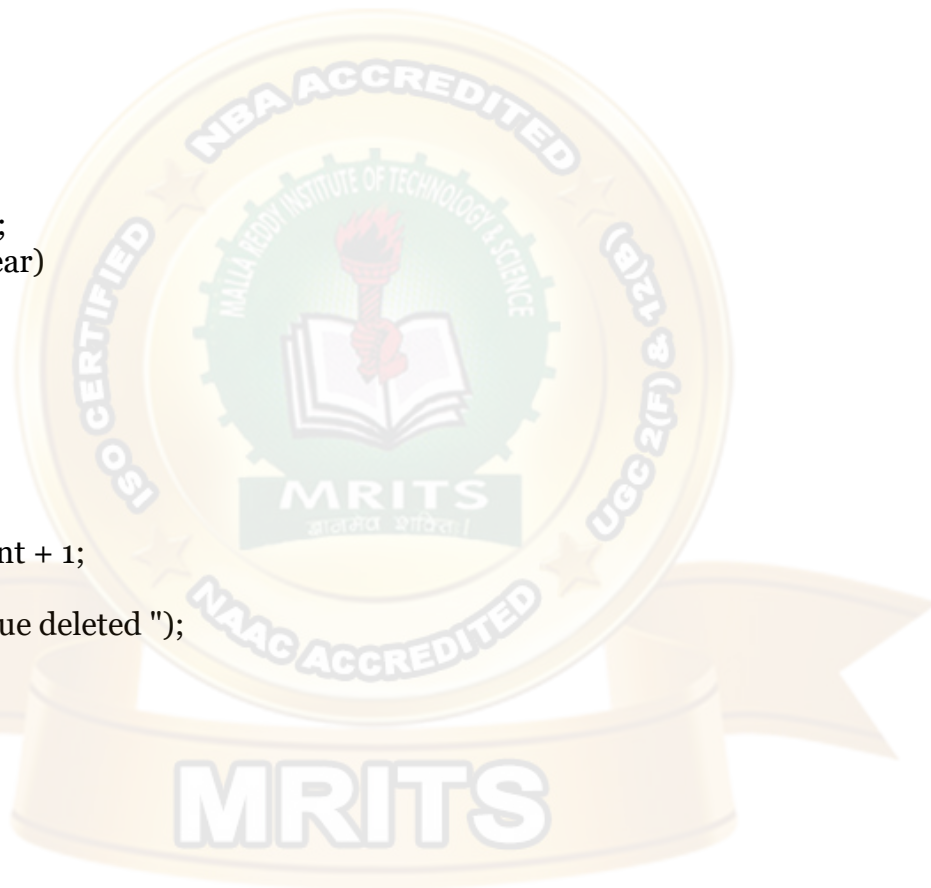 ;
ear)
nt + 1;
ue deleted ");
NBA ACCREDITED
ISO CERTIFIED
UGC 2(F) & 12(B)
MALLA REDDY INSTITUTE OF TECHNOLOGY & SCIENCE
MRITS
NAAC ACCREDITED
MRITS